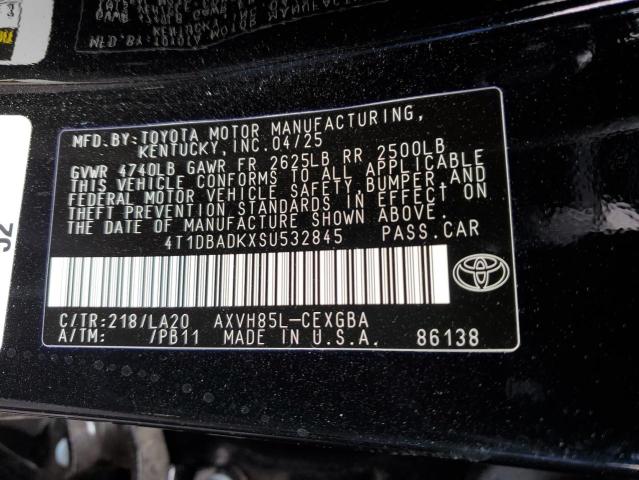 MFD.BY:TOYOTA MOTOR MANUFACTURING,
KENTUCKY, INC.04/25
GVWR 4740LB GAWR FR 2625LB RR 2500LB
THIS VEHICLE CONFORMS TO ALL APPLICABLE
FEDERAL MOTOR VEHICLE SAFETY,BUMPER,AND
THEFT PREVENTION STANDARDS IN EFFECT ON
THE DATE OF MANUFACTURE SHOWN ABOVE.
4T1DBADKXSU532845 PASS.CAR
C/TR:218/LA20 AXVH85L-CEXGBA
A/TM: /PB11 MADE IN U.S.A. 86138